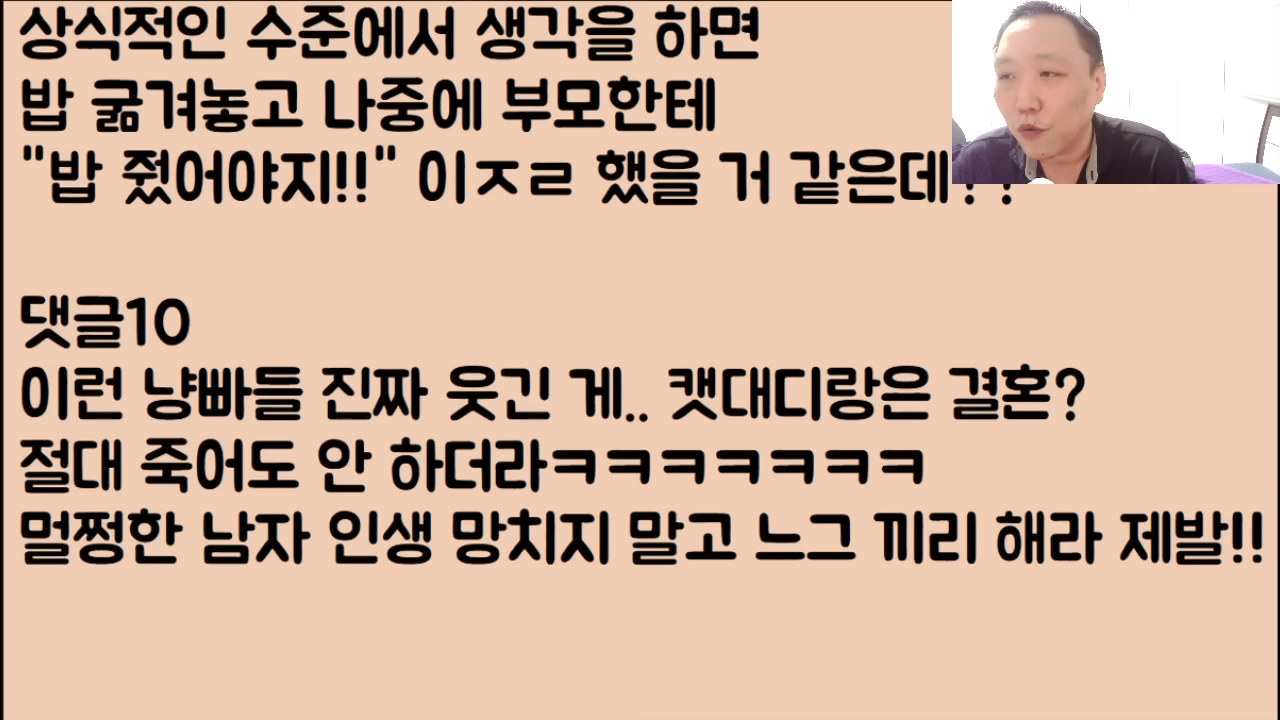 상식적인 수준에서 생각을 하면
밥 굶겨놓고 나중에 부모한테
"밥 줬어야지!!" 이ㅈㄹ 했을 거 같은데??
댓글10
이런 냥빠들 진짜 웃긴 게.. 캣대디랑은 결혼?
절대 죽어도 안 하더라ㅋㅋㅋㅋㅋㅋㅋ
멀쩡한 남자 인생 망치지 말고 느그 끼리 해라 제발!!